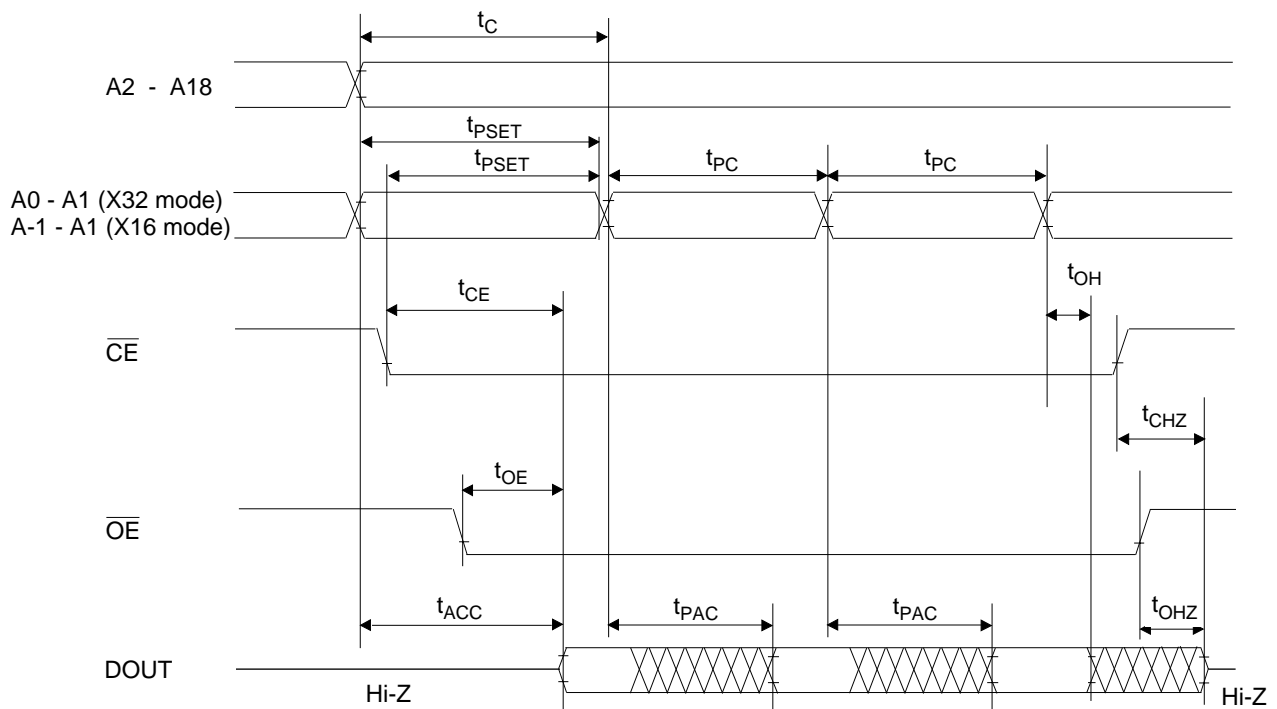 tC
A2 - A18
tPSET
tPSET
tPC
tPC
A0 - A1 (X32 mode)
A-1 - A1 (X16 mode)
tOH
tCE
CE
tCHZ
tOE
OE
tACC
tPAC
tPAC
tOHZ
DOUT
Hi-Z
Hi-Z